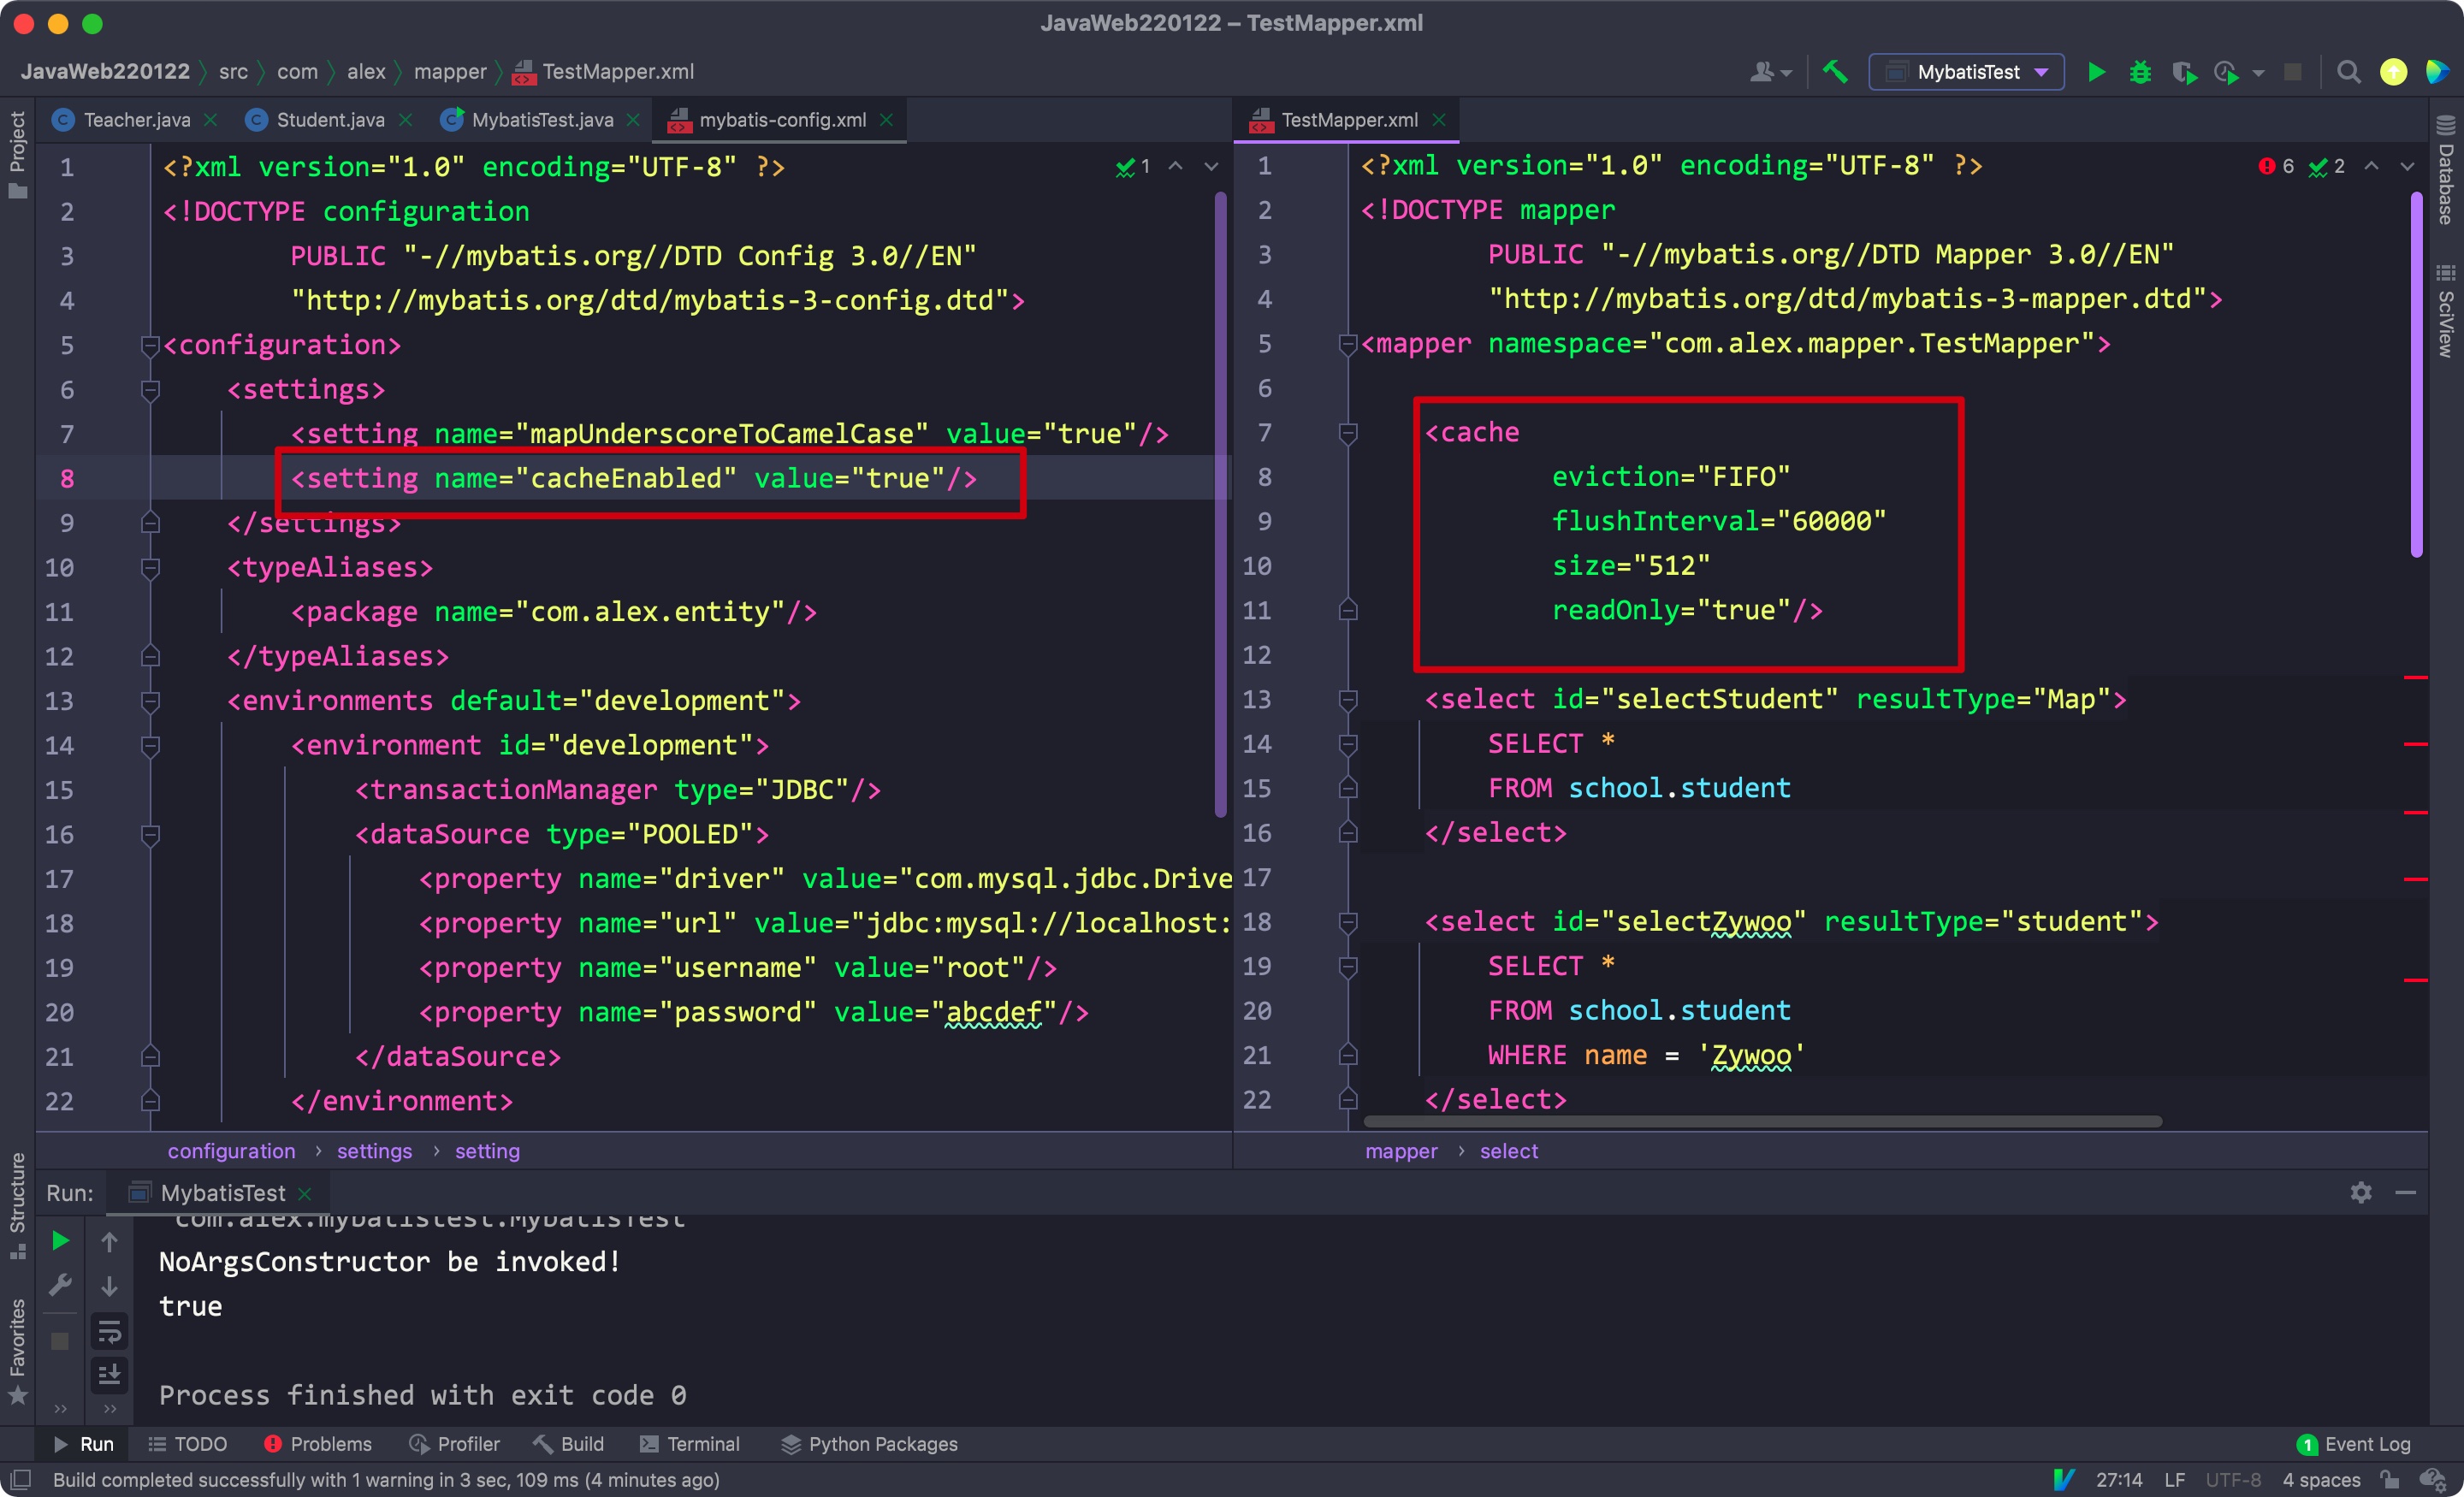 JavaWeb220122 – TestMapper.xml
JavaWeb220122 src com alex mapper TestMapper.xml
MybatisTest
Project
Teacher.java
Student.java
MybatisTest.java
mybatis-config.xml
1 <?xml version="1.0" encoding="UTF-8" ?>
1
2 <!DOCTYPE configuration
3 PUBLIC "-//mybatis.org//DTD Config 3.0//EN"
4 "http://mybatis.org/dtd/mybatis-3-config.dtd">
5 <configuration>
6 <settings>
7 <setting name="mapUnderscoreToCamelCase" value="true"/>
8 <setting name="cacheEnabled" value="true"/>
9 </settings>
10 <typeAliases>
11 <package name="com.alex.entity"/>
12 </typeAliases>
13 <environments default="development">
14 <environment id="development">
15 <transactionManager type="JDBC"/>
16 <dataSource type="POOLED">
17 <property name="driver" value="com.mysql.jdbc.Drive
18 <property name="url" value="jdbc:mysql://localhost:
19 <property name="username" value="root"/>
20 <property name="password" value="abcdef"/>
21 </dataSource>
22 </environment>
configuration › settings › setting
TestMapper.xml
1 <?xml version="1.0" encoding="UTF-8" ?>
6 2
2 <!DOCTYPE mapper
3 PUBLIC "-//mybatis.org//DTD Mapper 3.0//EN"
4 "http://mybatis.org/dtd/mybatis-3-mapper.dtd">
5 <mapper namespace="com.alex.mapper.TestMapper">
6
7 <cache
8 eviction="FIFO"
9 flushInterval="60000"
10 size="512"
11 readOnly="true"/>
12
13 <select id="selectStudent" resultType="Map">
14 SELECT *
15 FROM school.student
16 </select>
17
18 <select id="selectZywoo" resultType="student">
19 SELECT *
20 FROM school.student
21 WHERE name = 'Zywoo'
22 </select>
mapper › select
Database
SciView
Structure
Favorites
Run: MybatisTest
com.alex.mybatistest.MybatisTest
NoArgsConstructor be invoked!
true
Process finished with exit code 0
Run TODO Problems Profiler Build Terminal Python Packages
1 Event Log
Build completed successfully with 1 warning in 3 sec, 109 ms (4 minutes ago)
27:14 LF UTF-8 4 spaces